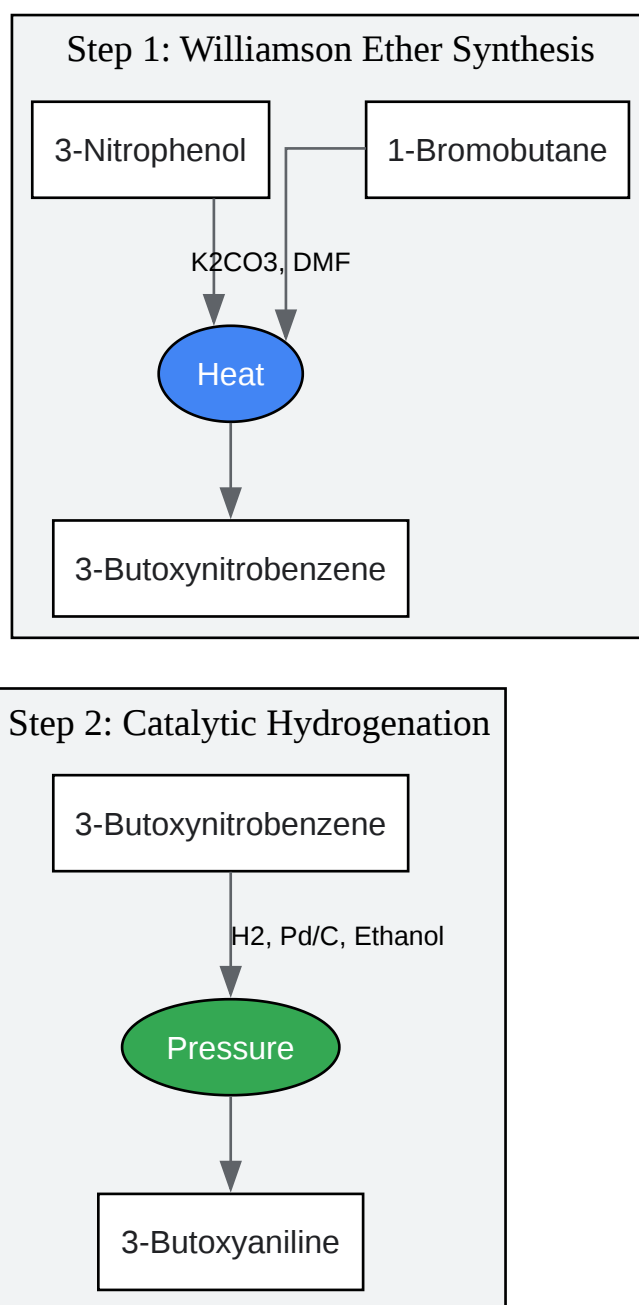 Step 1: Williamson Ether Synthesis
3-Nitrophenol
1-Bromobutane
K2CO3, DMF
Heat
3-Butoxynitrobenzene
Step 2: Catalytic Hydrogenation
3-Butoxynitrobenzene
H2, Pd/C, Ethanol
Pressure
3-Butoxyaniline